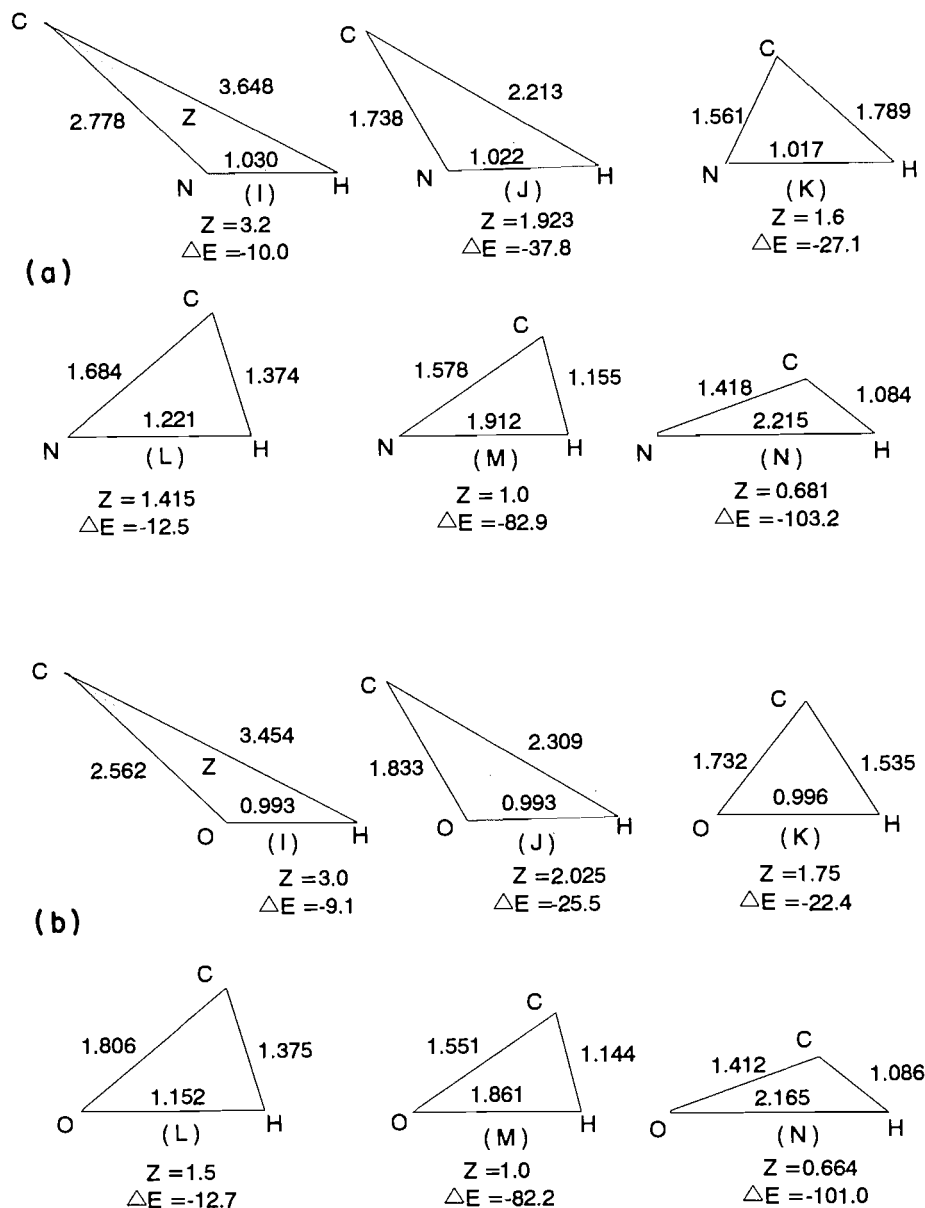 C
C
C
3.648
2.213
2.778
Z
1.738
1.561
1.789
1.030
1.022
1.017
N
H
N
H
N
H
(I)
(J)
(K)
Z =3.2
Z =1.923
Z =1.6
△E =-10.0
△E =-37.8
△E =-27.1
(a)
C
C
C
1.684
1.374
1.578
1.155
1.418
1.084
1.221
1.912
2.215
N
H
N
H
N
H
(L)
(M)
(N)
Z =1.415
Z =1.0
Z =0.681
△E =-12.5
△E =-82.9
△E =-103.2
C
C
C
3.454
2.309
2.562
Z
1.833
1.732
1.535
0.993
0.993
0.996
O
H
O
H
O
H
(I)
(J)
(K)
Z =3.0
Z =2.025
Z =1.75
△E =-9.1
△E =-25.5
△E =-22.4
(b)
C
C
C
1.806
1.375
1.551
1.144
1.412
1.086
1.152
1.861
2.165
O
H
O
H
O
H
(L)
(M)
(N)
Z =1.5
Z =1.0
Z =0.664
△E =-12.7
△E =-82.2
△E =-101.0